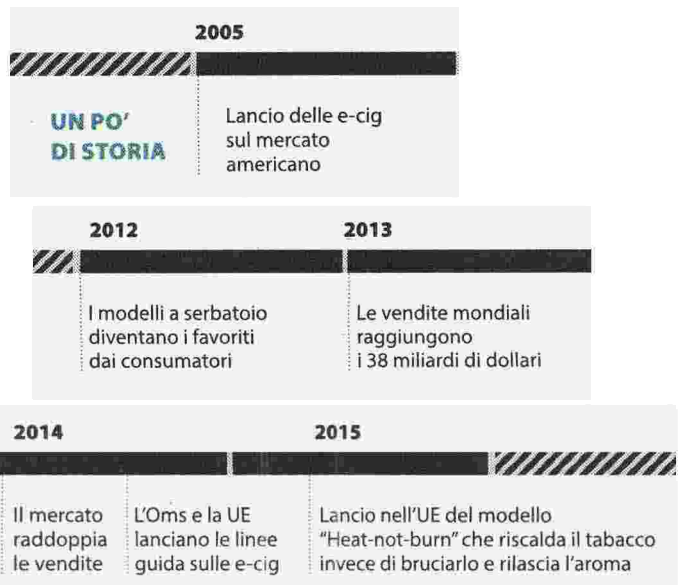 2005
UN PO'
DI STORIA
Lancio delle e-cig
sul mercato
americano
2012
2013
I modelli a serbatoio
diventano i favoriti
dai consumatori
Le vendite mondiali
raggiungono
i 38 miliardi di dollari
2014
2015
Il mercato
raddoppia
le vendite
L'Oms e la UE
lanciano le linee
guida sulle e-cig
Lancio nell'UE del modello
"Heat-not-burn" che riscalda il tabacco
invece di bruciarlo e rilascia l'aroma